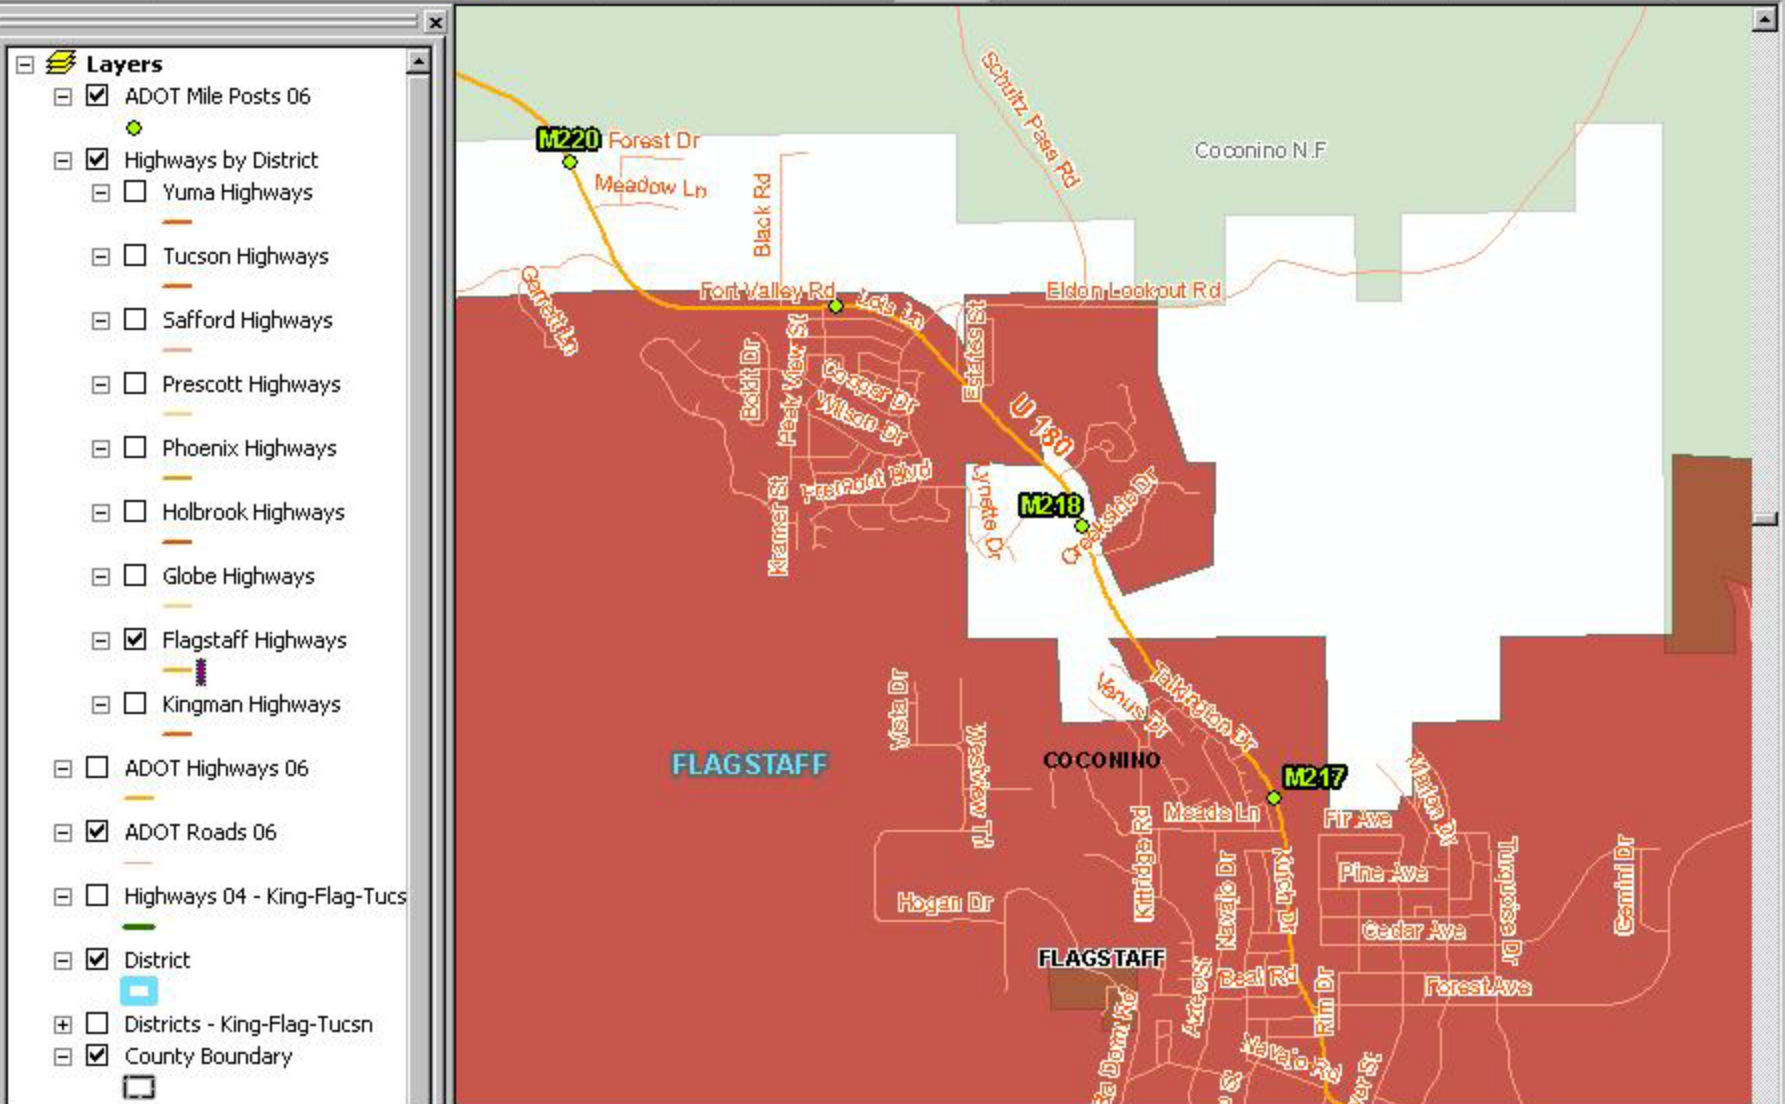 Layers
ADOT Mile Posts 06
Highways by District
Yuma Highways
Tucson Highways
Safford Highways
Prescott Highways
Phoenix Highways
Holbrook Highways
Globe Highways
Flagstaff Highways
Kingman Highways
ADOT Highways 06
ADOT Roads 06
Highways 04 - King-Flag-Tucs
District
Districts - King-Flag-Tucsn
County Boundary
Schultz Pass Rd
M220
Forest Dr
Coconino N.F
Meadow Ln
Black Rd
Garrett Ln
Fort Valley Rd
Lois Ln
Eldon Lookout Rd
Estates St
Boldt Dr
Peak View St
Cooper Dr
Wilson Dr
U 180
Fremont Blvd
Kramer St
Lynette Dr
M218
Creekside Dr
Vista Dr
Westview Trl
Venus Dr
Talkington Dr
FLAGSTAFF
COCONINO
M217
Meade Ln
Fir Ave
Marion Dr
Kittridge Rd
Navajo Dr
Kutch Dr
Pine Ave
Turquoise Dr
Gemini Dr
Hogan Dr
Cedar Ave
FLAGSTAFF
Beal Rd
Forest Ave
Aztec St
Rim Dr
Navajo Rd